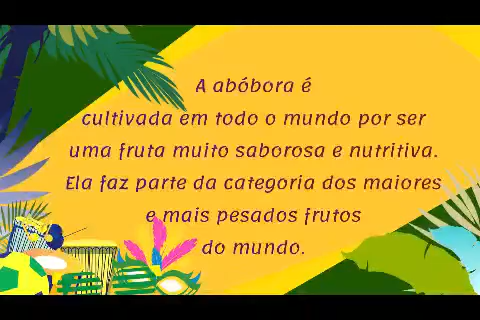 A abóbora é
cultivada em todo o mundo por ser
uma fruta muito saborosa e nutritiva.
Ela faz parte da categoria dos maiores
e mais pesados frutos
do mundo.